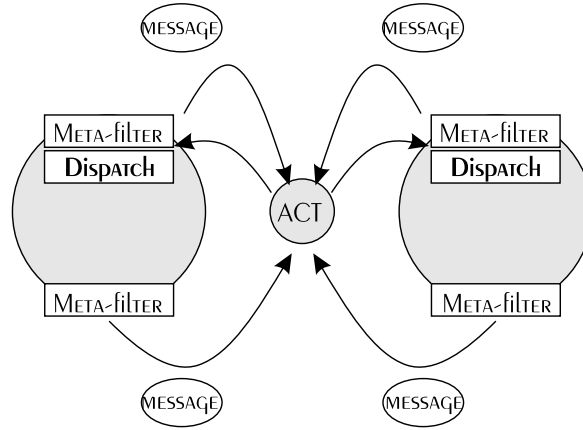 MESSAGE
MESSAGE
META-filTER
META-filTER
DispATCh
DispATCh
ACT
META-filTER
META-filTER
MESSAGE
MESSAGE